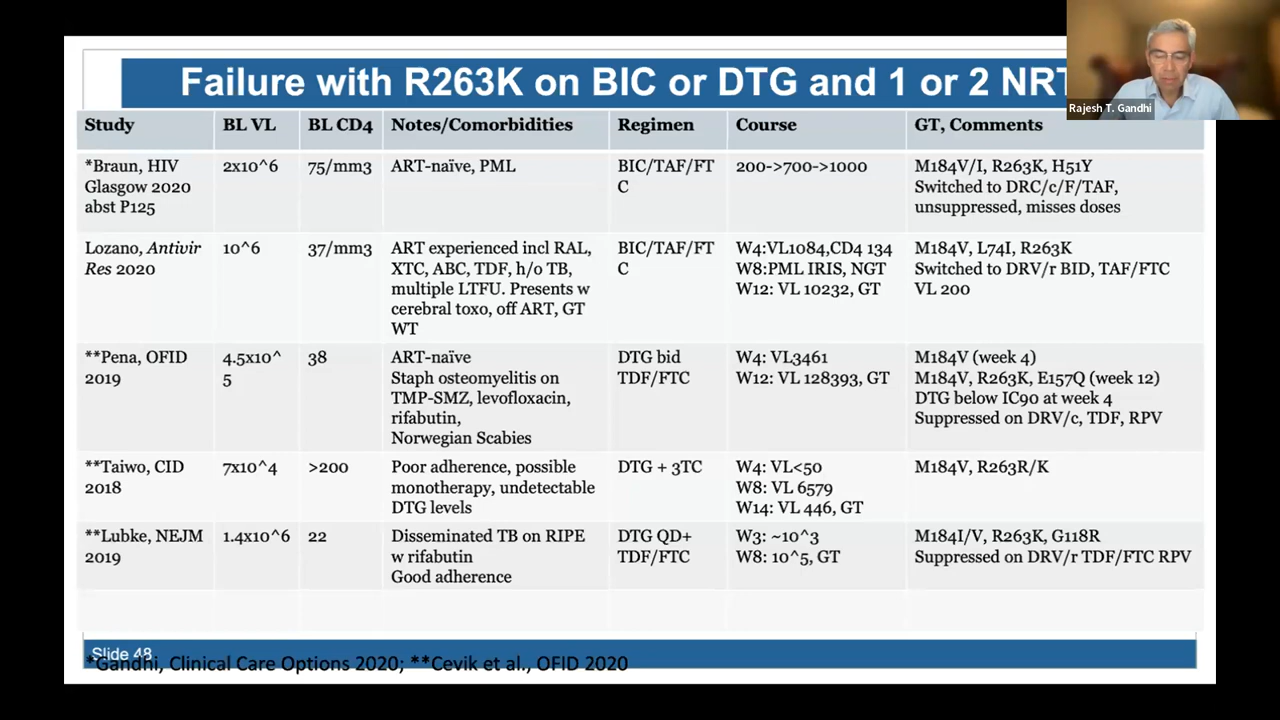 Failure with R263K on BIC or DTG and 1 or 2 NRT
Rajesh T. Gandhi
Study BL VL BL CD4 Notes/Comorbidities Regimen Course GT, Comments
*Braun, HIV
Glasgow 2020
abst P125
2x10^6
75/mm3
ART-naïve, PML
BIC/TAF/FT
C
200->700->1000
M184V/I, R263K, H51Y
Switched to DRC/c/F/TAF,
unsuppressed, misses doses
Lozano, Antivir
Res 2020
10^6
37/mm3
ART experienced incl RAL,
XTC, ABC, TDF, h/o TB,
multiple LTFU. Presents w
cerebral toxo, off ART, GT
WT
BIC/TAF/FT
C
W4:VL1084,CD4 134
W8:PML IRIS, NGT
W12: VL 10232, GT
M184V, L74I, R263K
Switched to DRV/r BID, TAF/FTC
VL 200
**Pena, OFID
2019
4.5x10^
5
38
ART-naïve
Staph osteomyelitis on
TMP-SMZ, levofloxacin,
rifabutin,
Norwegian Scabies
DTG bid
TDF/FTC
W4: VL3461
W12: VL 128393, GT
M184V (week 4)
M184V, R263K, E157Q (week 12)
DTG below IC90 at week 4
Suppressed on DRV/c, TDF, RPV
**Taiwo, CID
2018
7x10^4
>200
Poor adherence, possible
monotherapy, undetectable
DTG levels
DTG + 3TC
W4: VL<50
W8: VL 6579
W14: VL 446, GT
M184V, R263R/K
**Lubke, NEJM
2019
1.4x10^6
22
Disseminated TB on RIPE
w rifabutin
Good adherence
DTG QD+
TDF/FTC
W3: ~10^3
W8: 10^5, GT
M184I/V, R263K, G118R
Suppressed on DRV/r TDF/FTC RPV
Slide 48
*Gandhi, Clinical Care Options 2020; **Cevik et al., OFID 2020